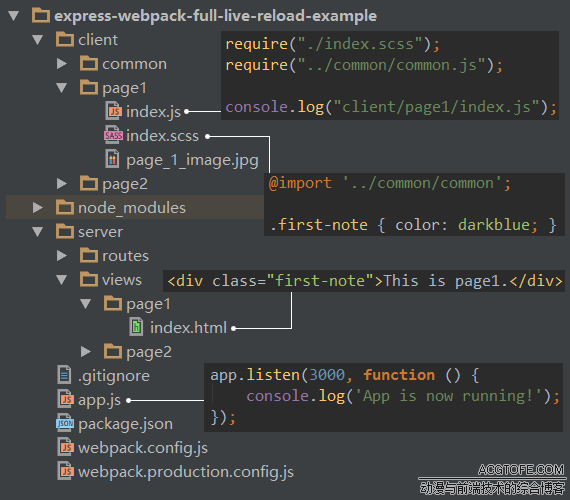 express-webpack-full-live-reload-example
client
common
page1
index.js
require("./index.scss");
require("../common/common.js");
console.log("client/page1/index.js");
index.scss
page_1_image.jpg
page2
@import '../common/common';
.first-note { color: darkblue; }
node_modules
server
routes
views
<div class="first-note">This is page1.</div>
page1
index.html
page2
.gitignore
app.js
app.listen(3000, function () {
console.log('App is now running!');
});
package.json
webpack.config.js
webpack.production.config.js
ACGTOFE.COM
动漫与前端技术的综合博客